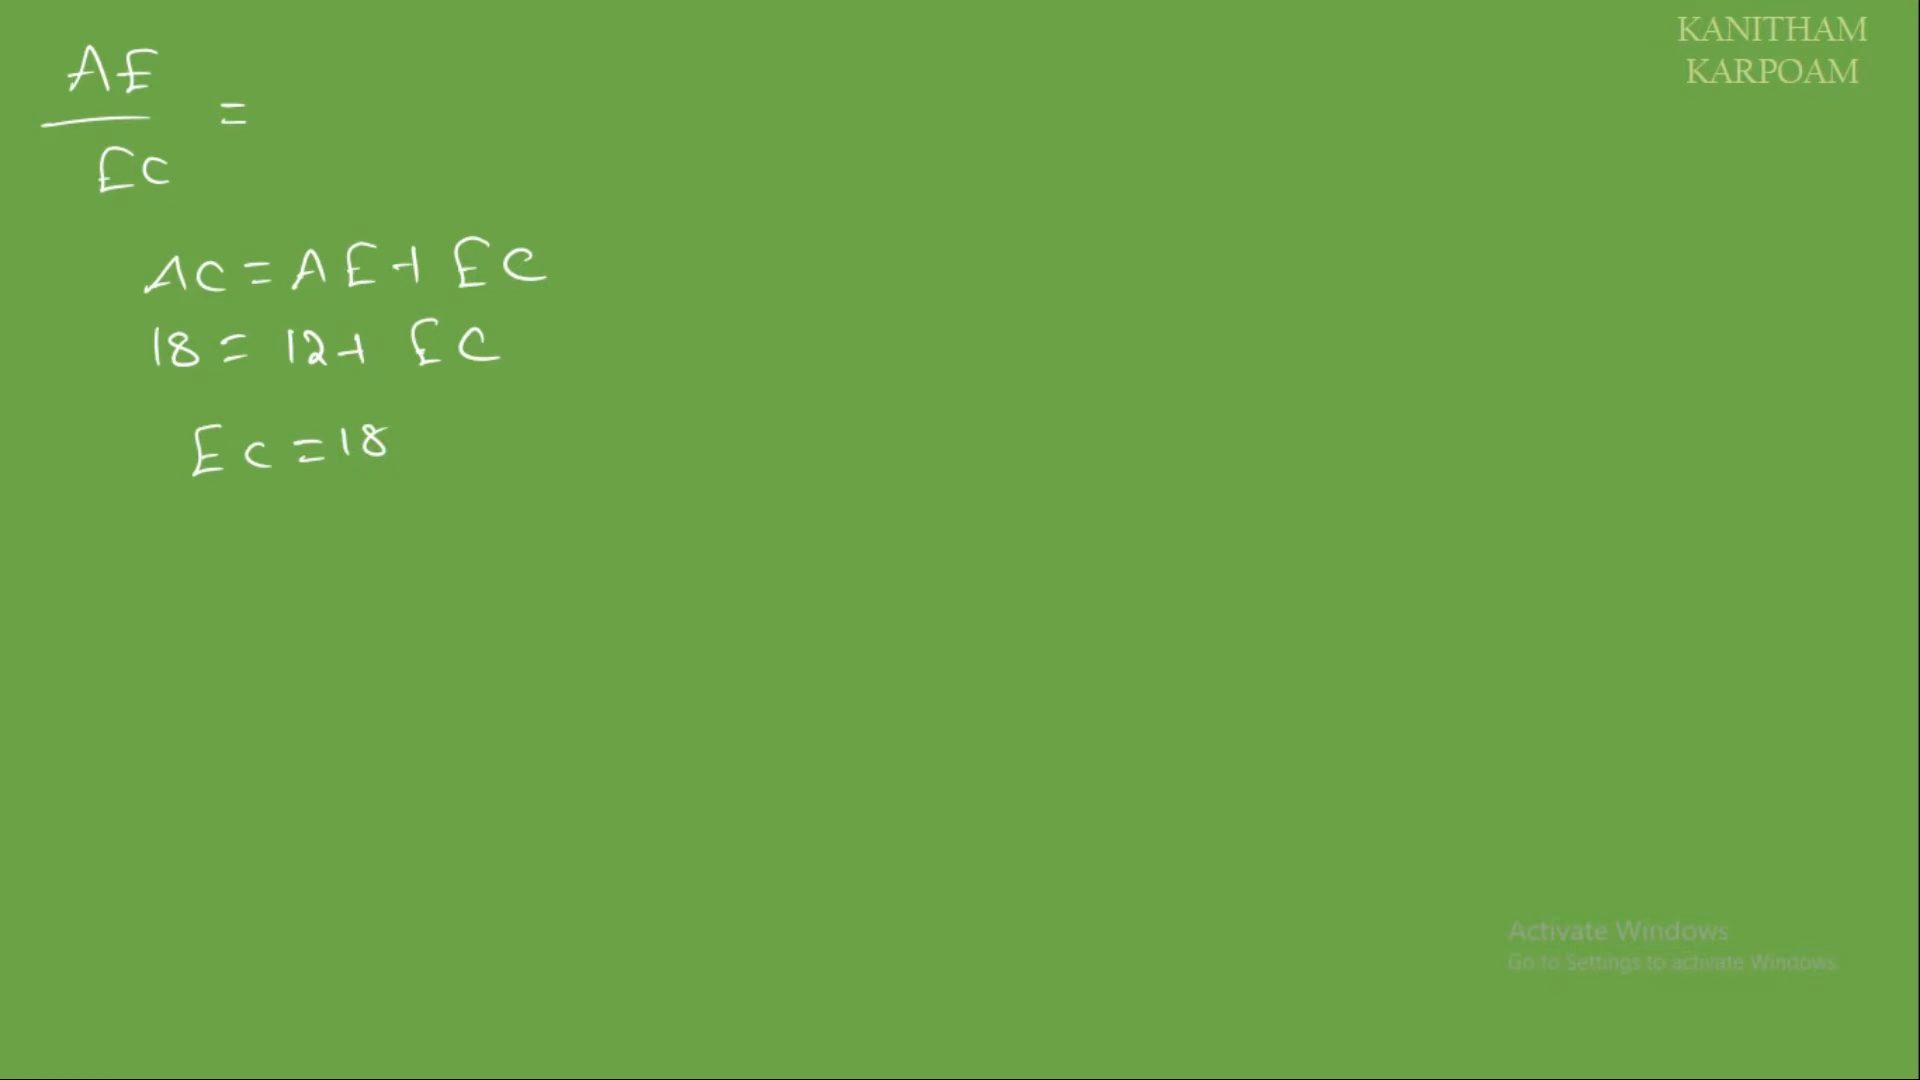 KANITHAM
KARPOAM
AE
EC
=
AC = AE + EC
18 = 12 + EC
EC = 18
Activate Windows
Go to Settings to activate Windows